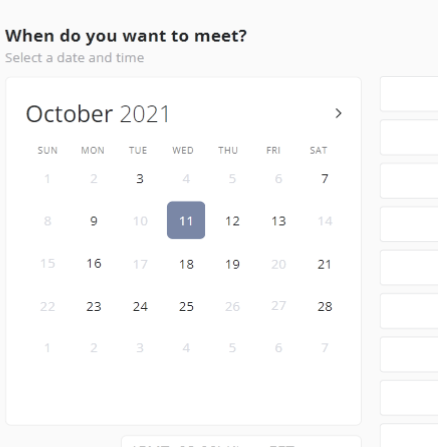 When do you want to meet?
Select a date and time
October 2021 >
SUN MON TUE WED THU FRI SAT
1 2 3 4 5 6 7
8 9 10 11 12 13 14
15 16 17 18 19 20 21
22 23 24 25 26 27 28
1 2 3 4 5 6 7